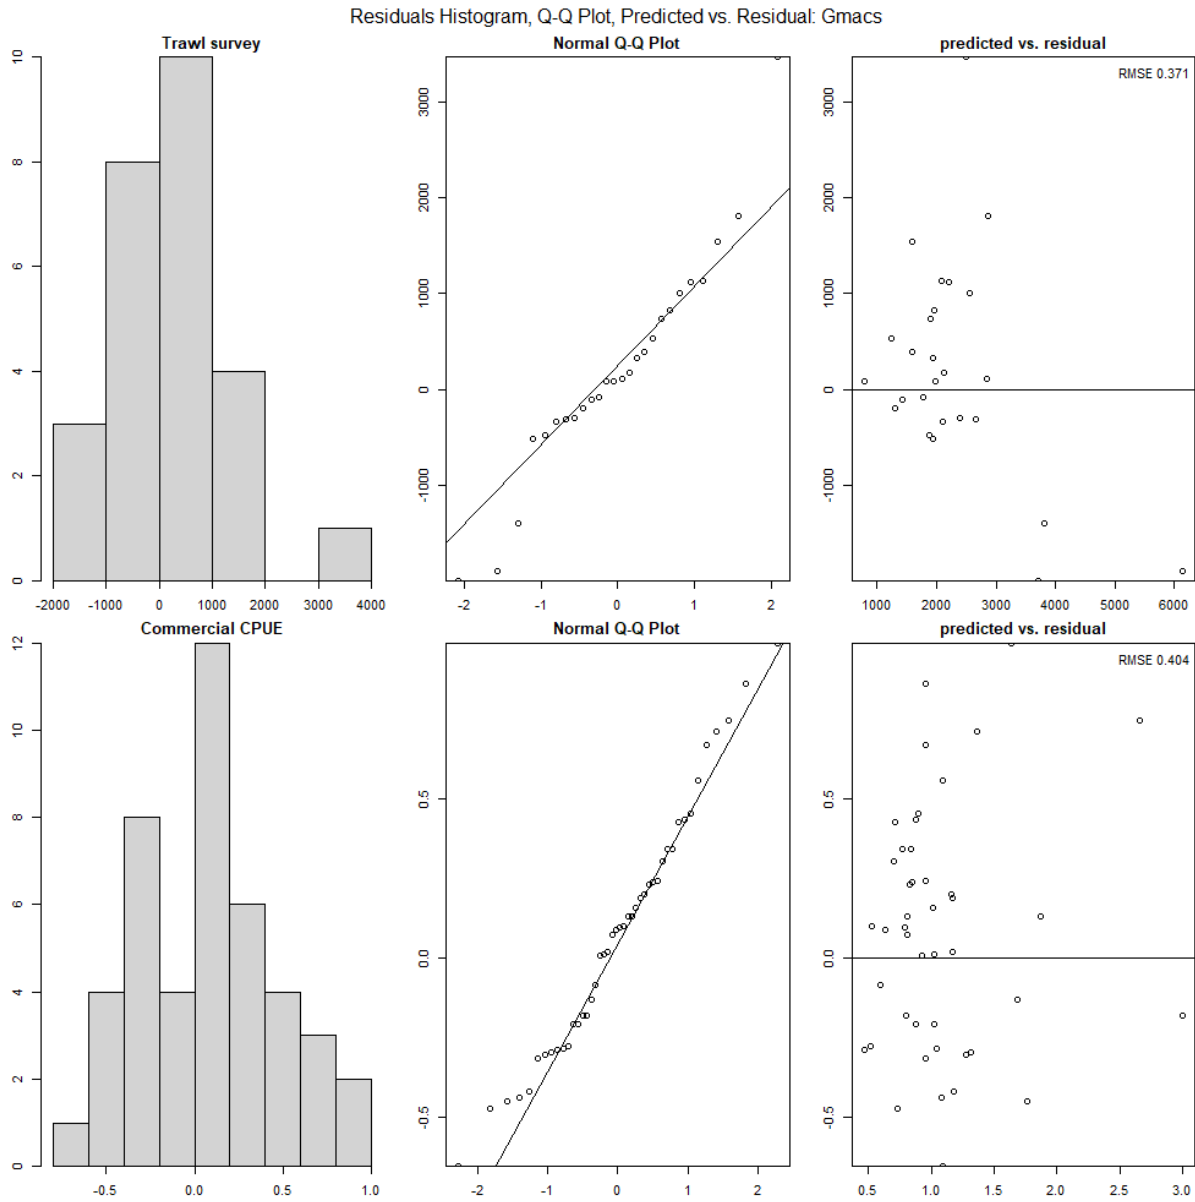 Residuals Histogram, Q-Q Plot, Predicted vs. Residual: Gmacs
Trawl survey
Normal Q-Q Plot
predicted vs. residual
10
8
6
4
2
0
-2000 -1000 0 1000 2000 3000 4000
3000
2000
1000
0
-1000
-2 -1 0 1 2
RMSE 0.371
3000
2000
1000
0
-1000
1000 2000 3000 4000 5000 6000
Commercial CPUE
Normal Q-Q Plot
predicted vs. residual
12
10
8
6
4
2
0
-0.5 0.0 0.5 1.0
0.5
0.0
-0.5
-2 -1 0 1 2
RMSE 0.404
0.5
0.0
-0.5
0.5 1.0 1.5 2.0 2.5 3.0